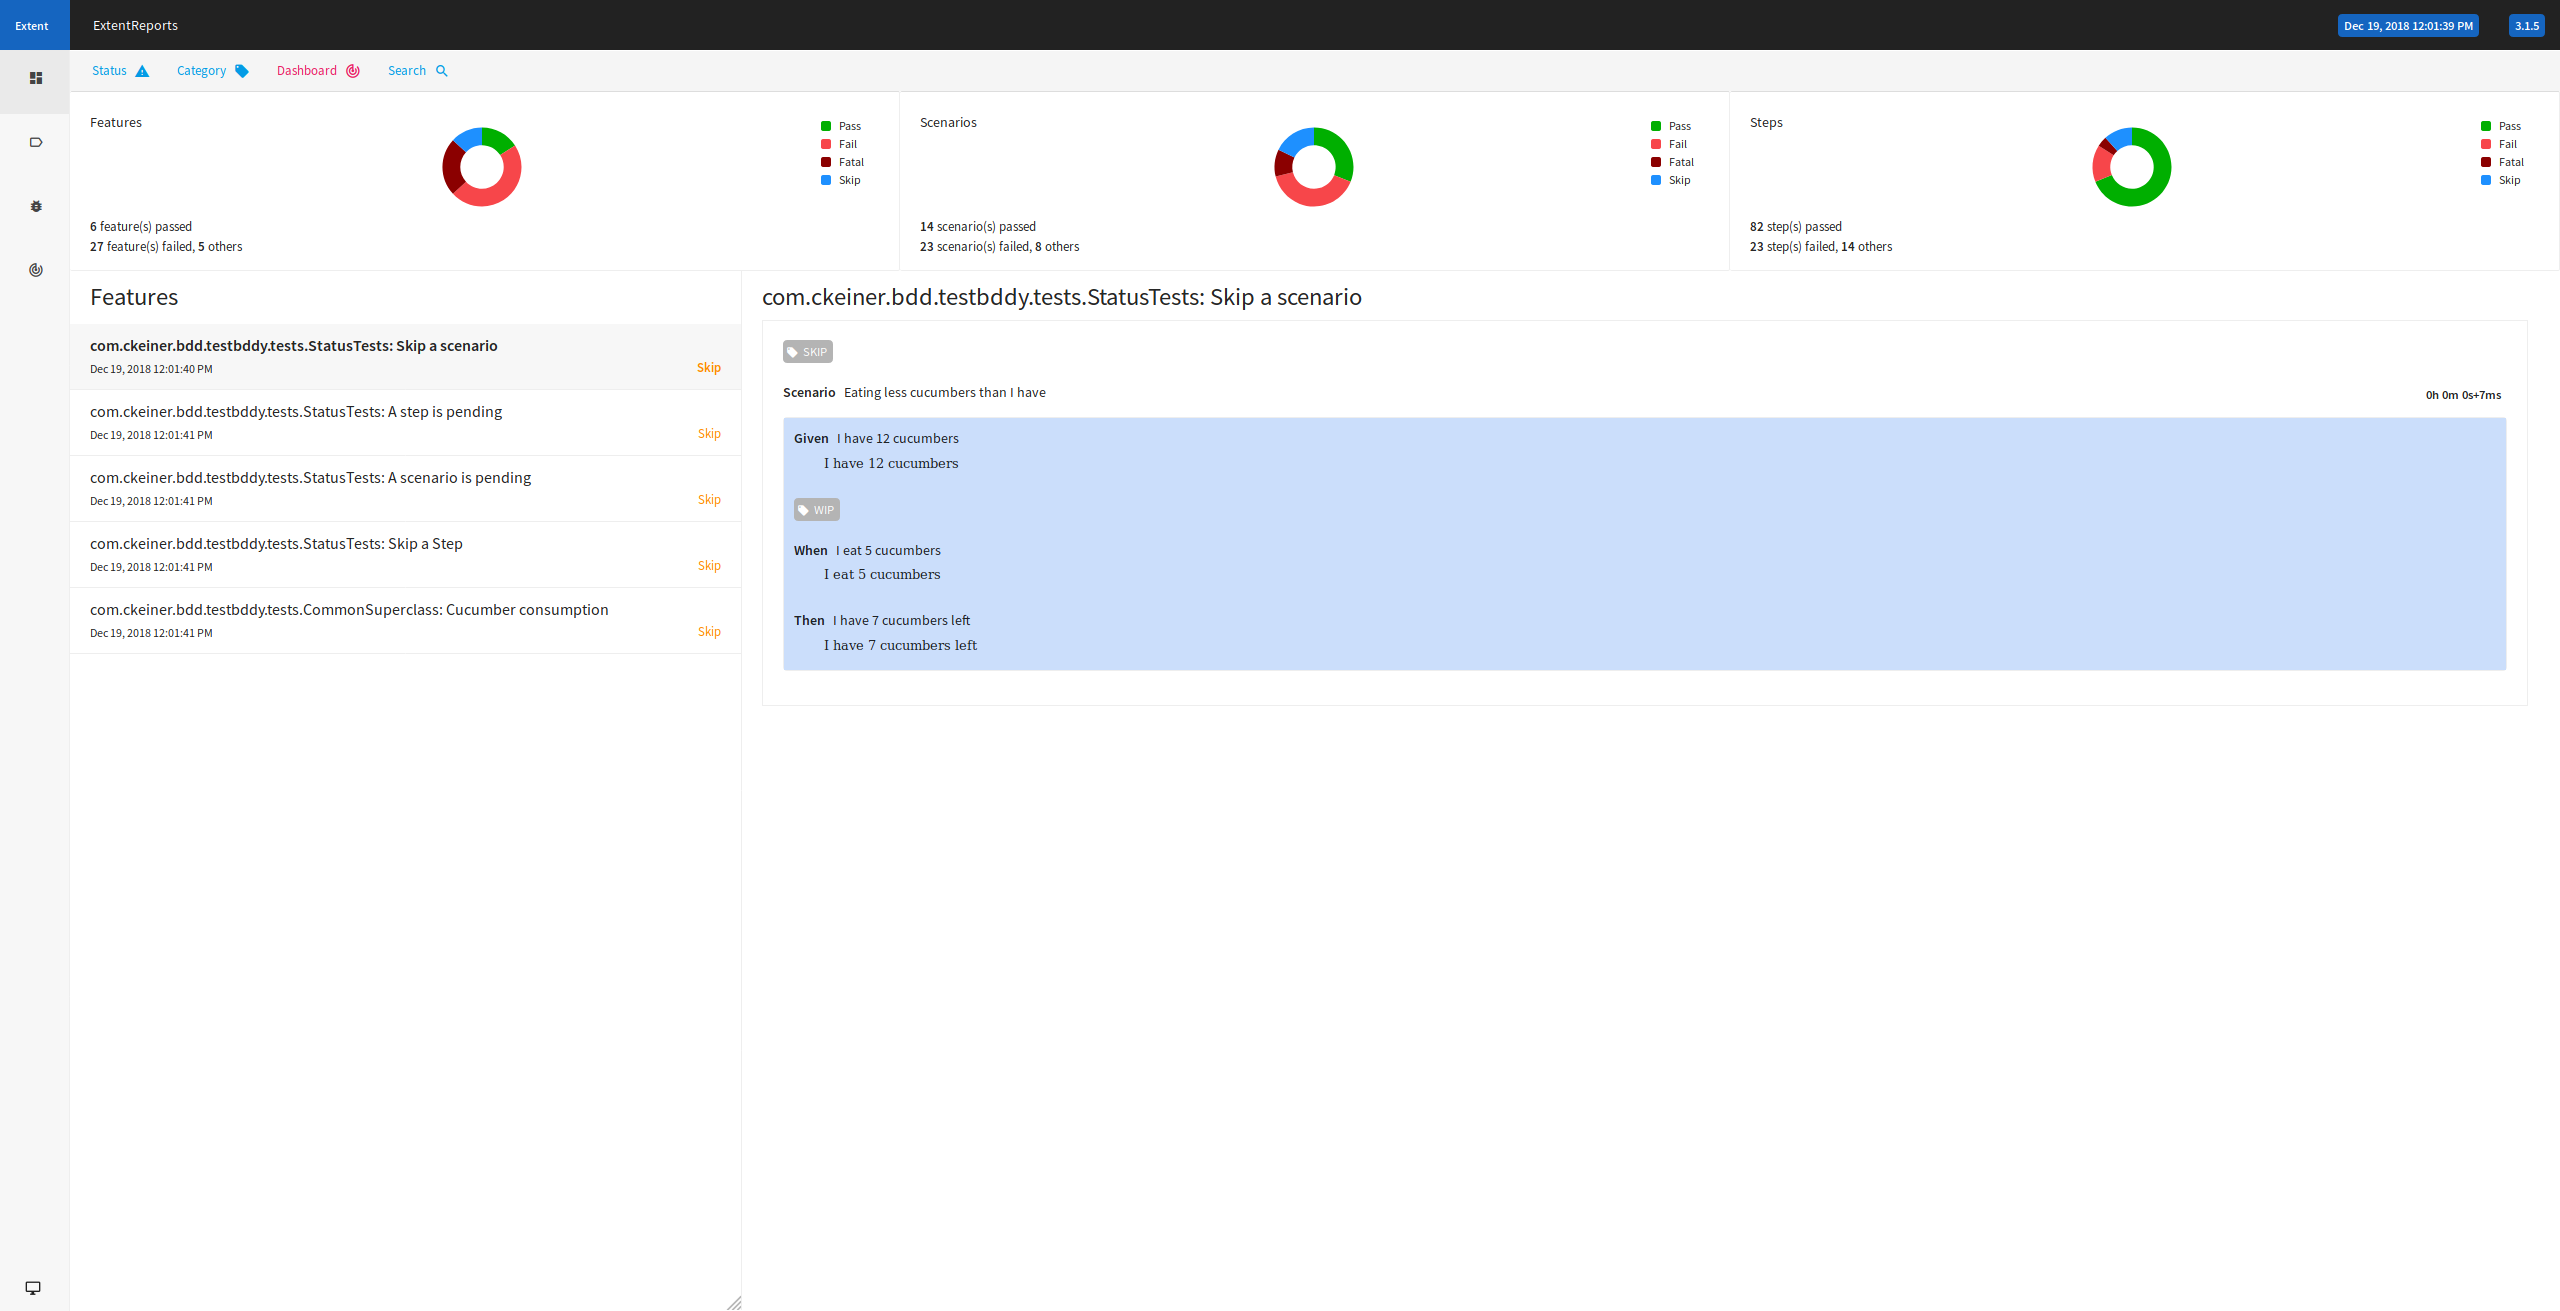 Extent
ExtentReports
Dec 19, 2018 12:01:39 PM
3.1.5
Status
Category
Dashboard
Search
Features
Pass
Fail
Fatal
Skip
6 feature(s) passed
27 feature(s) failed, 5 others
Scenarios
Pass
Fail
Fatal
Skip
14 scenario(s) passed
23 scenario(s) failed, 8 others
Steps
Pass
Fail
Fatal
Skip
82 step(s) passed
23 step(s) failed, 14 others
Features
com.ckeiner.bdd.testbddy.tests.StatusTests: Skip a scenario
Dec 19, 2018 12:01:40 PM
Skip
com.ckeiner.bdd.testbddy.tests.StatusTests: A step is pending
Dec 19, 2018 12:01:41 PM
Skip
com.ckeiner.bdd.testbddy.tests.StatusTests: A scenario is pending
Dec 19, 2018 12:01:41 PM
Skip
com.ckeiner.bdd.testbddy.tests.StatusTests: Skip a Step
Dec 19, 2018 12:01:41 PM
Skip
com.ckeiner.bdd.testbddy.tests.CommonSuperclass: Cucumber consumption
Dec 19, 2018 12:01:41 PM
Skip
com.ckeiner.bdd.testbddy.tests.StatusTests: Skip a scenario
SKIP
Scenario Eating less cucumbers than I have
0h 0m 0s+7ms
Given I have 12 cucumbers
I have 12 cucumbers
WIP
When I eat 5 cucumbers
I eat 5 cucumbers
Then I have 7 cucumbers left
I have 7 cucumbers left